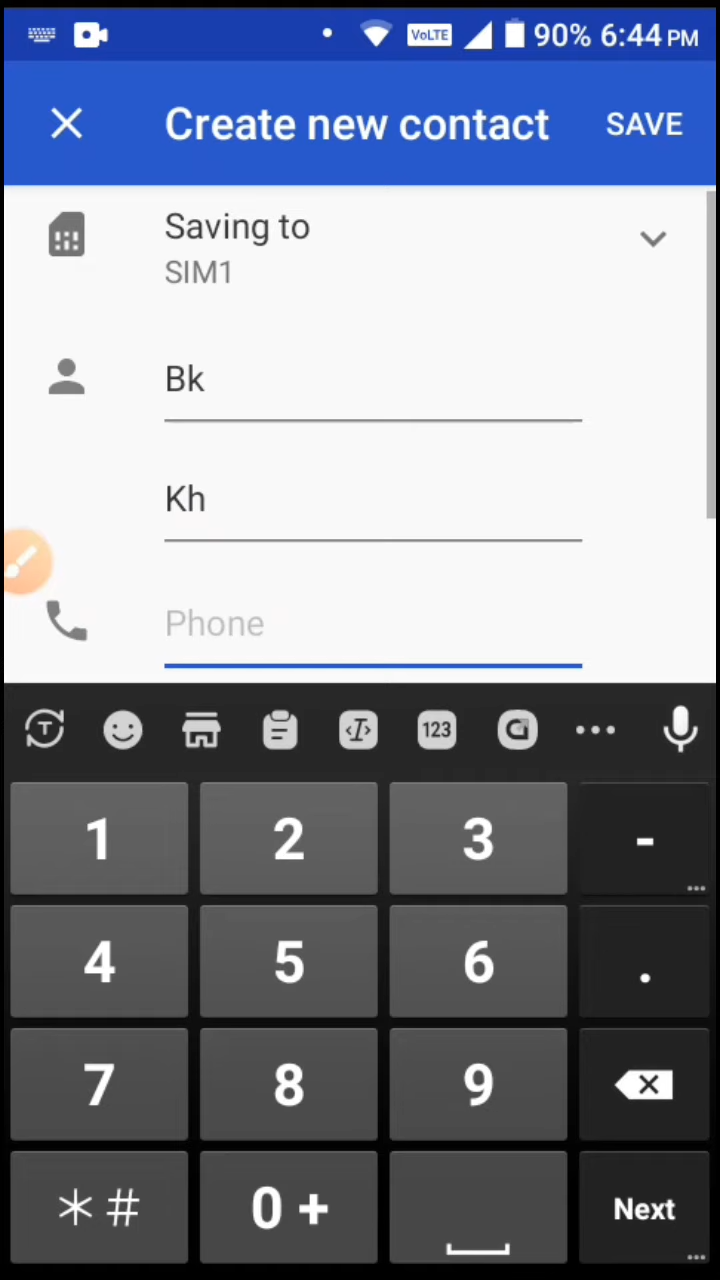 VoLTE 90% 6:44 PM
Create new contact SAVE
Saving to
SIM1
Bk
Kh
Phone
T I 123 G
1 2 3 -
4 5 6 .
7 8 9
* # 0 + Next